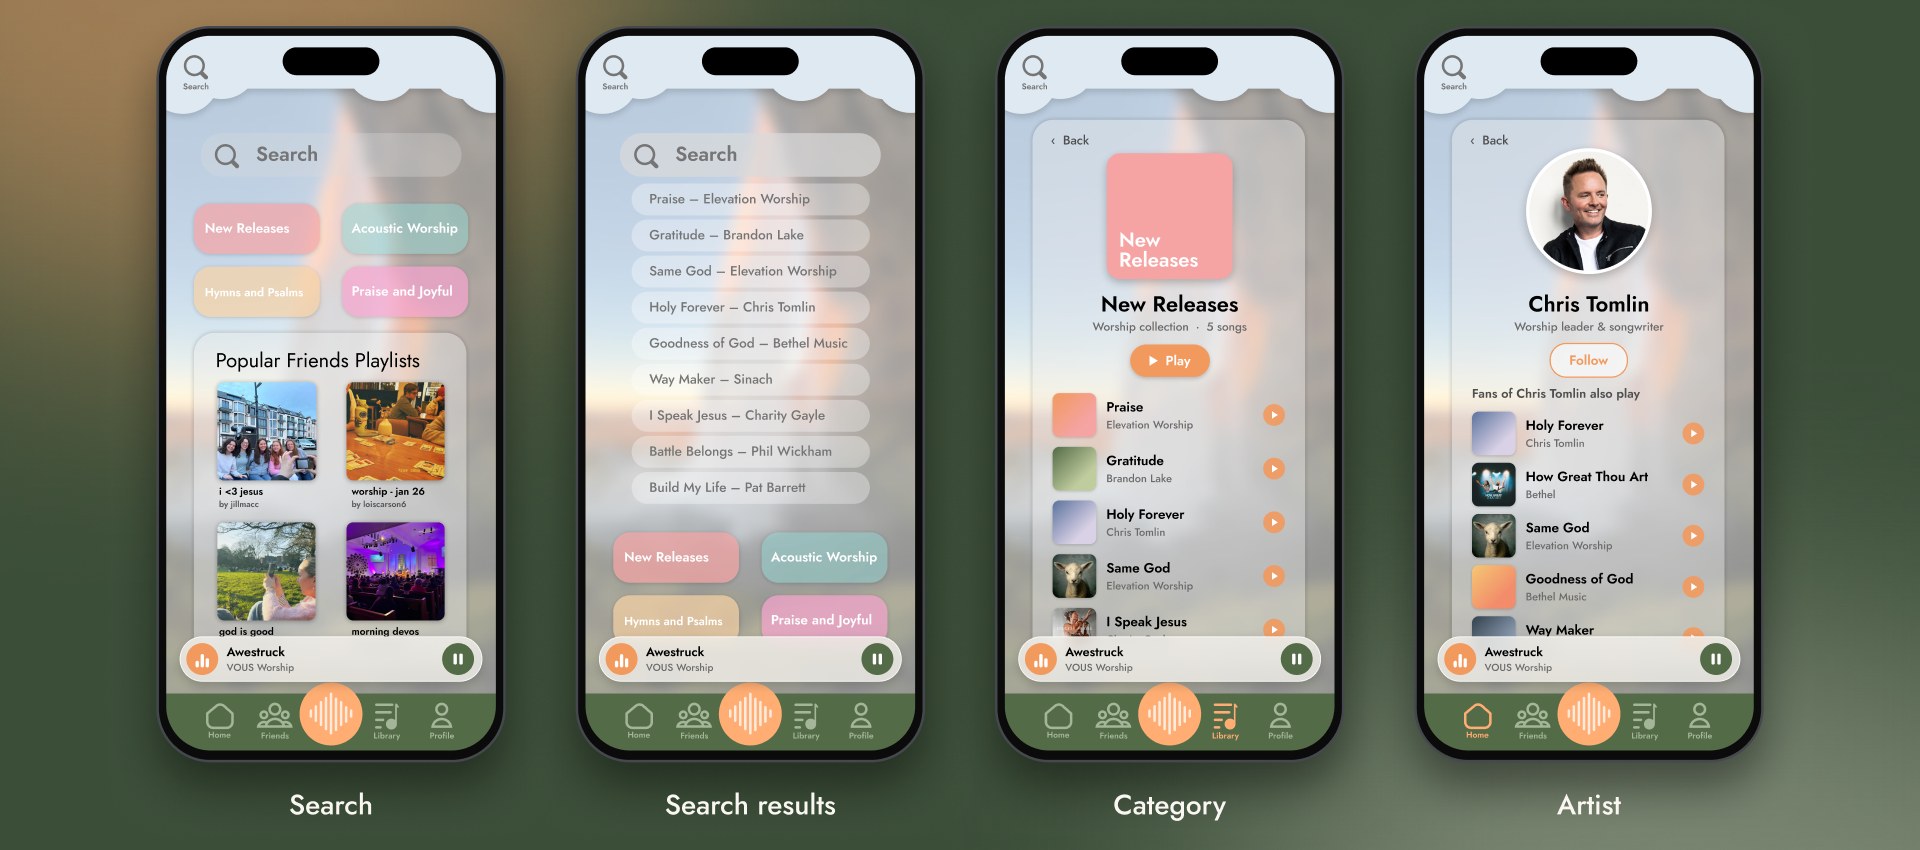 Search
Search
New Releases
Acoustic Worship
Hymns and Psalms
Praise and Joyful
Popular Friends Playlists
i <3 jesus
by jillmacc
worship - jan 26
by loiscarson6
god is good
morning devos
Awestruck
VOUS Worship
Home
Friends
Library
Profile
Search
Search
Search
Praise – Elevation Worship
Gratitude – Brandon Lake
Same God – Elevation Worship
Holy Forever – Chris Tomlin
Goodness of God – Bethel Music
Way Maker – Sinach
I Speak Jesus – Charity Gayle
Battle Belongs – Phil Wickham
Build My Life – Pat Barrett
New Releases
Acoustic Worship
Hymns and Psalms
Praise and Joyful
Awestruck
VOUS Worship
Home
Friends
Library
Profile
Search results
Search
‹ Back
New
Releases
New Releases
Worship collection · 5 songs
Play
Praise
Elevation Worship
Gratitude
Brandon Lake
Holy Forever
Chris Tomlin
Same God
Elevation Worship
I Speak Jesus
Awestruck
VOUS Worship
Home
Friends
Library
Profile
Category
Search
‹ Back
Chris Tomlin
Worship leader & songwriter
Follow
Fans of Chris Tomlin also play
Holy Forever
Chris Tomlin
How Great Thou Art
Bethel
Same God
Elevation Worship
Goodness of God
Bethel Music
Way Maker
Awestruck
VOUS Worship
Home
Friends
Library
Profile
Artist